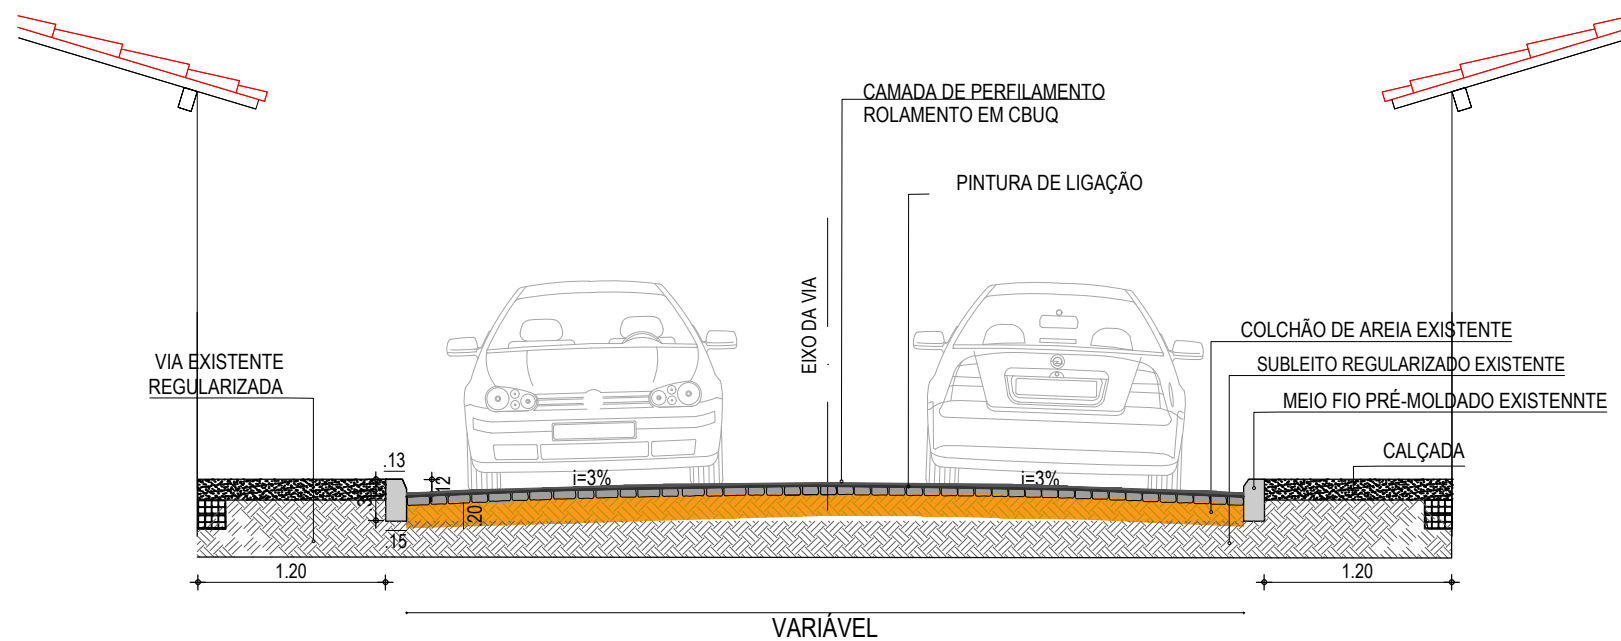 CAMADA DE PERFILAMENTO
ROLAMENTO EM CBUQ
PINTURA DE LIGAÇÃO
EIXO DA VIA
COLCHÃO DE AREIA EXISTENTE
VIA EXISTENTE
REGULARIZADA
SUBLEITO REGULARIZADO EXISTENTE
MEIO FIO PRÉ-MOLDADO EXISTENNTE
CALÇADA
.13
i=3%
i=3%
12
.20
.15
1.20
1.20
VARIÁVEL